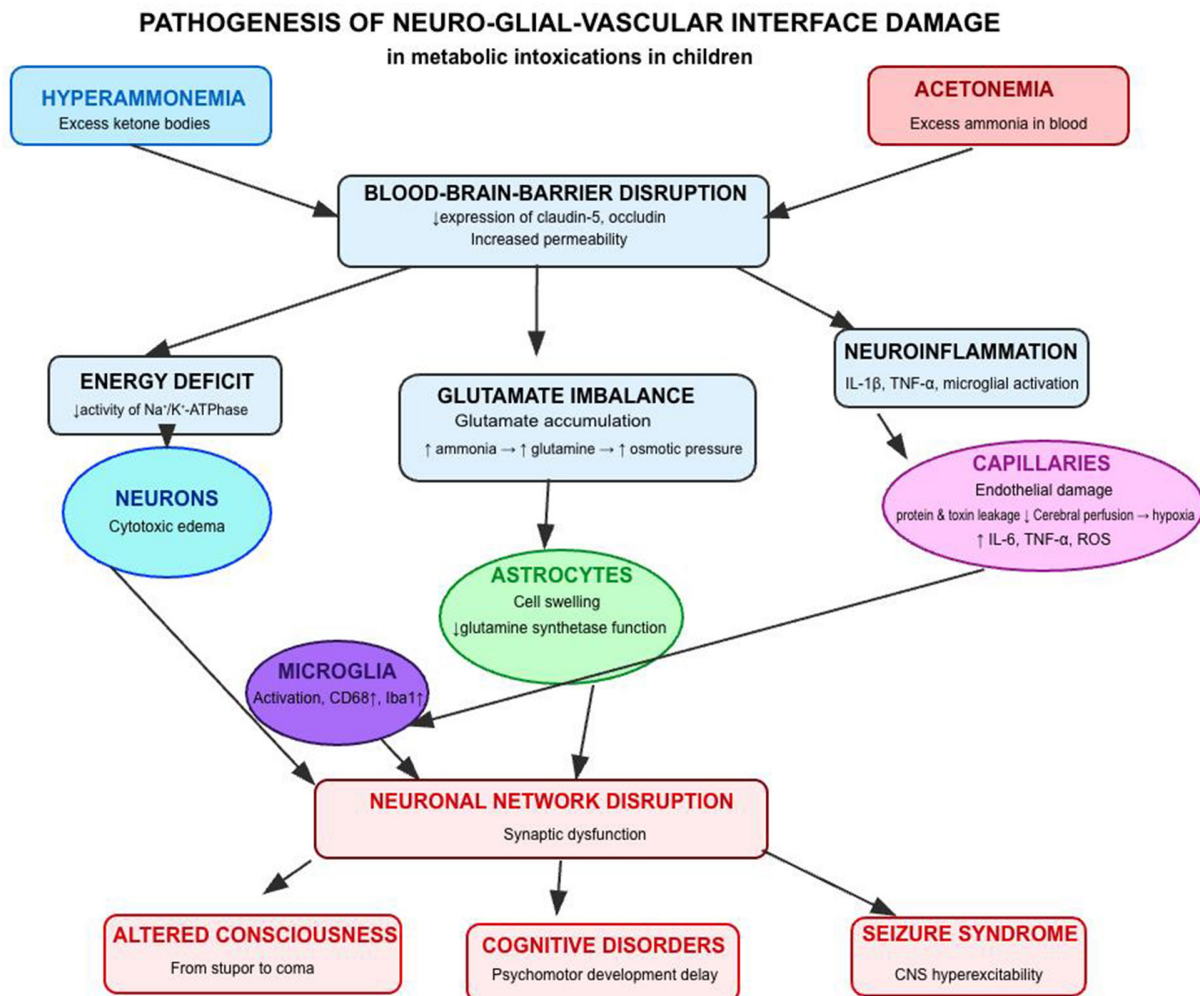 PATHOGENESIS OF NEURO-GLIAL-VASCULAR INTERFACE DAMAGE
in metabolic intoxications in children
HYPERAMMONEMIA
Excess ketone bodies
ACETONEMIA
Excess ammonia in blood
BLOOD-BRAIN-BARRIER DISRUPTION
↓expression of claudin-5, occludin
Increased permeability
ENERGY DEFICIT
↓activity of Na⁺/K⁺-ATPhase
GLUTAMATE IMBALANCE
Glutamate accumulation
↑ ammonia → ↑ glutamine → ↑ osmotic pressure
NEUROINFLAMMATION
IL-1β, TNF-α, microglial activation
NEURONS
Cytotoxic edema
CAPILLARIES
Endothelial damage
protein & toxin leakage ↓ Cerebral perfusion → hypoxia
↑ IL-6, TNF-α, ROS
ASTROCYTES
Cell swelling
↓glutamine synthetase function
MICROGLIA
Activation, CD68↑, Iba1↑
NEURONAL NETWORK DISRUPTION
Synaptic dysfunction
ALTERED CONSCIOUSNESS
From stupor to coma
COGNITIVE DISORDERS
Psychomotor development delay
SEIZURE SYNDROME
CNS hyperexcitability